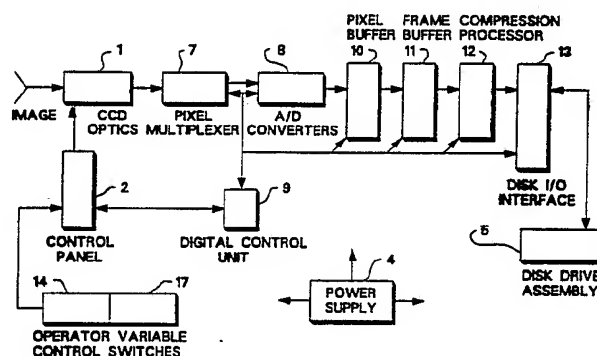 PIXEL FRAME COMPRESSION
BUFFER BUFFER PROCESSOR
1 7 8 10 11 12 13
IMAGE
CCD OPTICS
PIXEL MULTIPLEXER
A/D CONVERTERS
DISK I/O INTERFACE
2
9
CONTROL PANEL
DIGITAL CONTROL UNIT
5
14 17
4
POWER SUPPLY
DISK DRIVE ASSEMBLY
OPERATOR VARIABLE
CONTROL SWITCHES